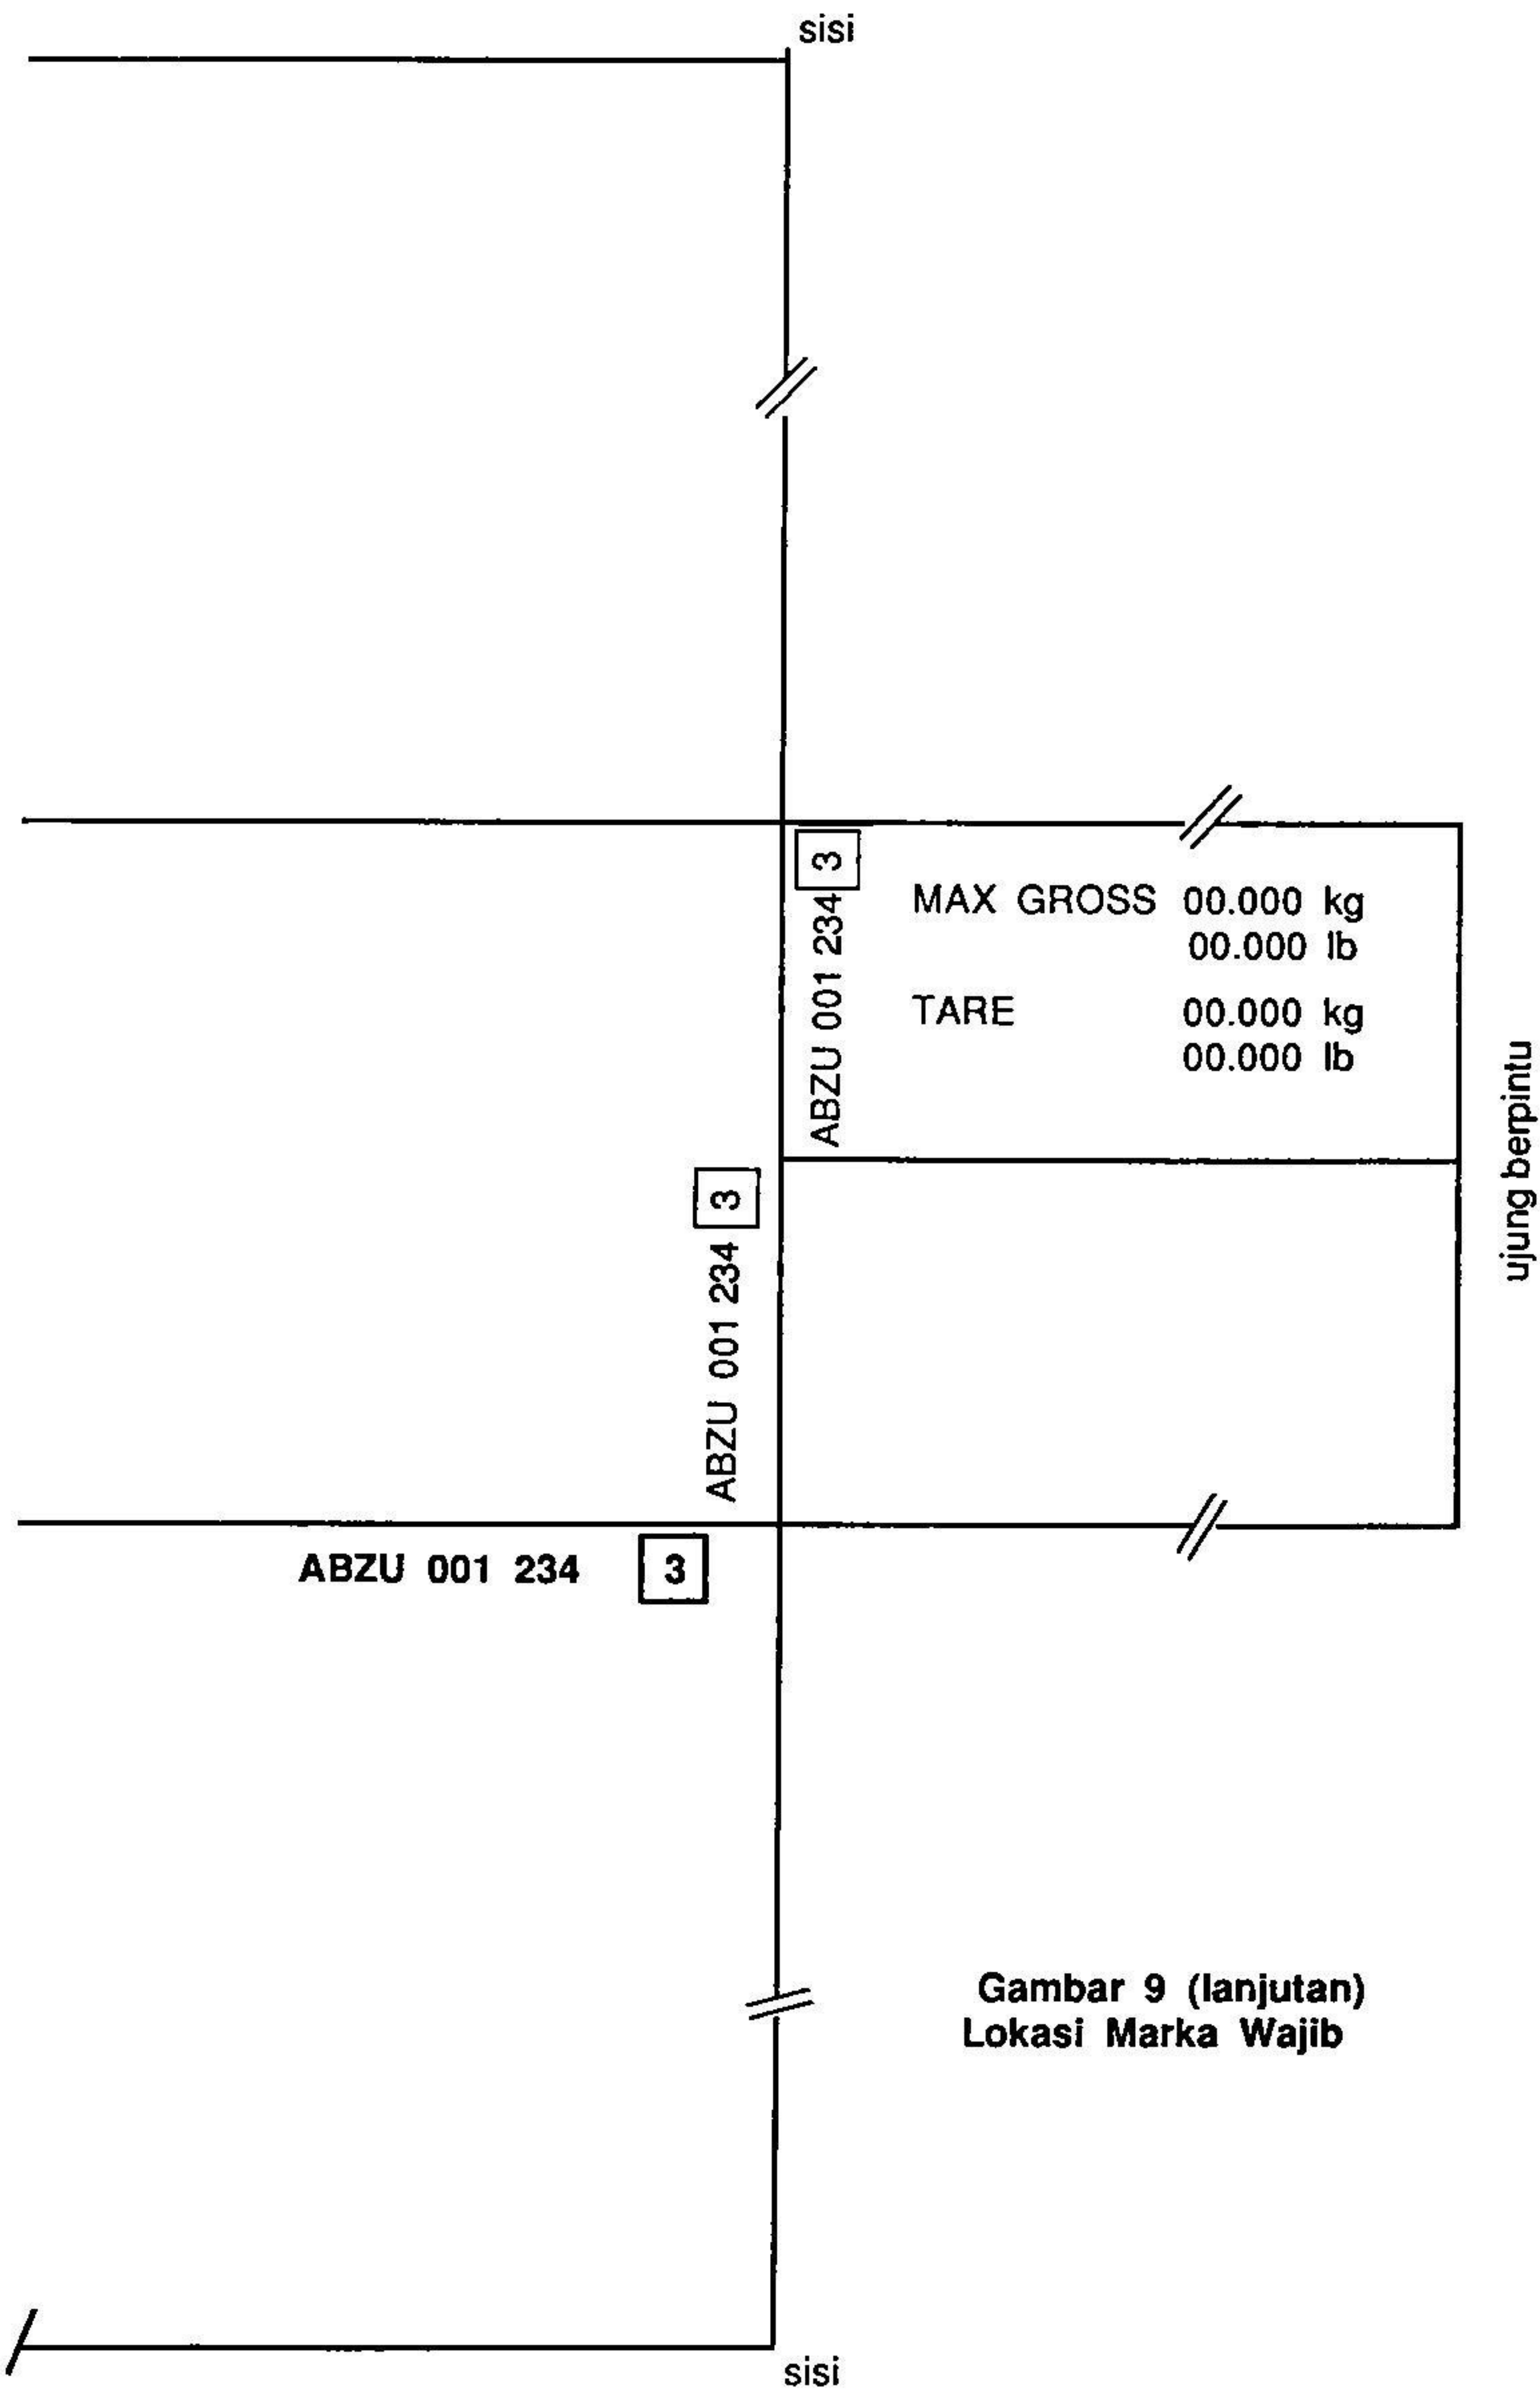 sisi
3
ABZU 001 234
MAX GROSS 00.000 kg
00.000 lb
TARE 00.000 kg
00.000 lb
ujung berpintu
ABZU 001 234 3
ABZU 001 234 3
Gambar 9 (lanjutan)
Lokasi Marka Wajib
sisi